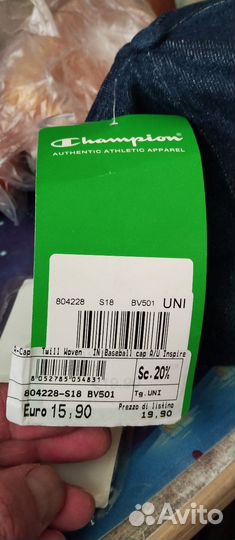 Champion
AUTHENTIC ATHLETIC APPAREL
804228 S18 BV501 UNI
-Cap Twill Woven IN Baseball cap A/U Inspire
8 052785 054831
Sc. 20%
804228-S18 BV501
Tg. UNI
Euro 15,90
Prezzo di listino
19,90
Avito